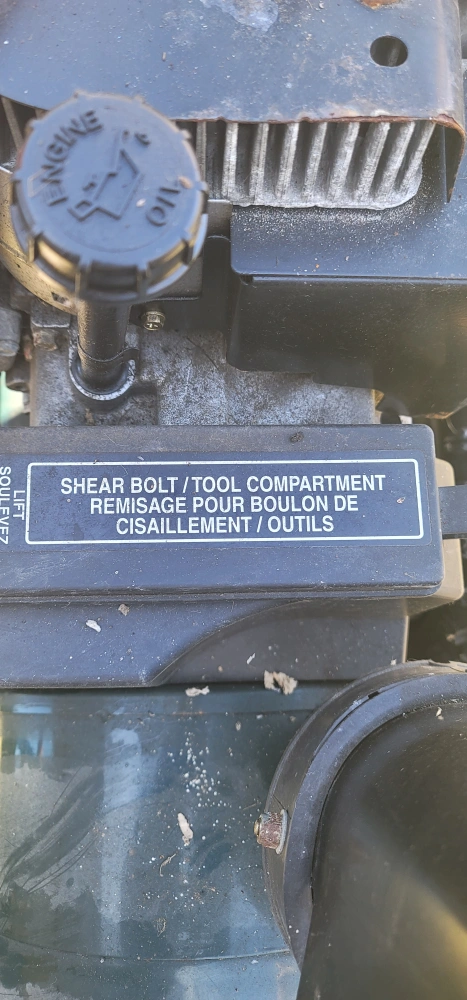 ENGINE
OIL
SHEAR BOLT / TOOL COMPARTMENT
REMISAGE POUR BOULON DE
CISAILLEMENT / OUTILS
LIFT
SOULEVEZ